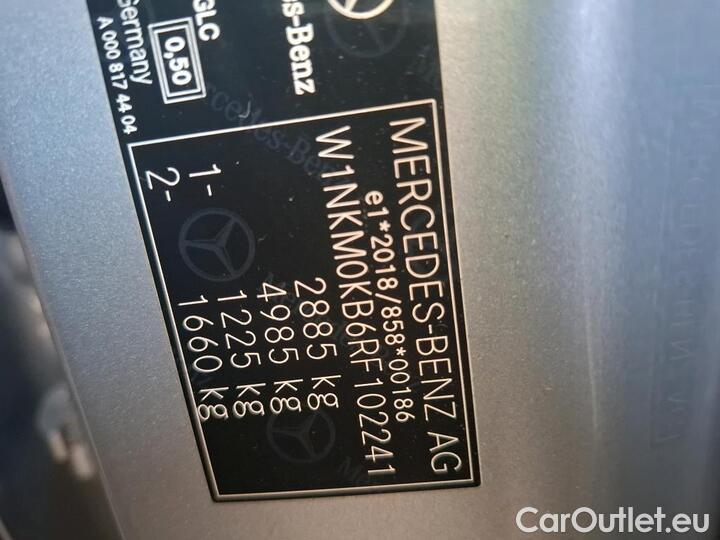 MERCEDES-BENZ AG
e1*2018/858*00186
W1NKM0KB6RF102241
2885 kg
4985 kg
1- 1225 kg
2- 1660 kg
es-Benz
GLC
0,50
Germany
A 000 817 44 04
CarOutlet.eu